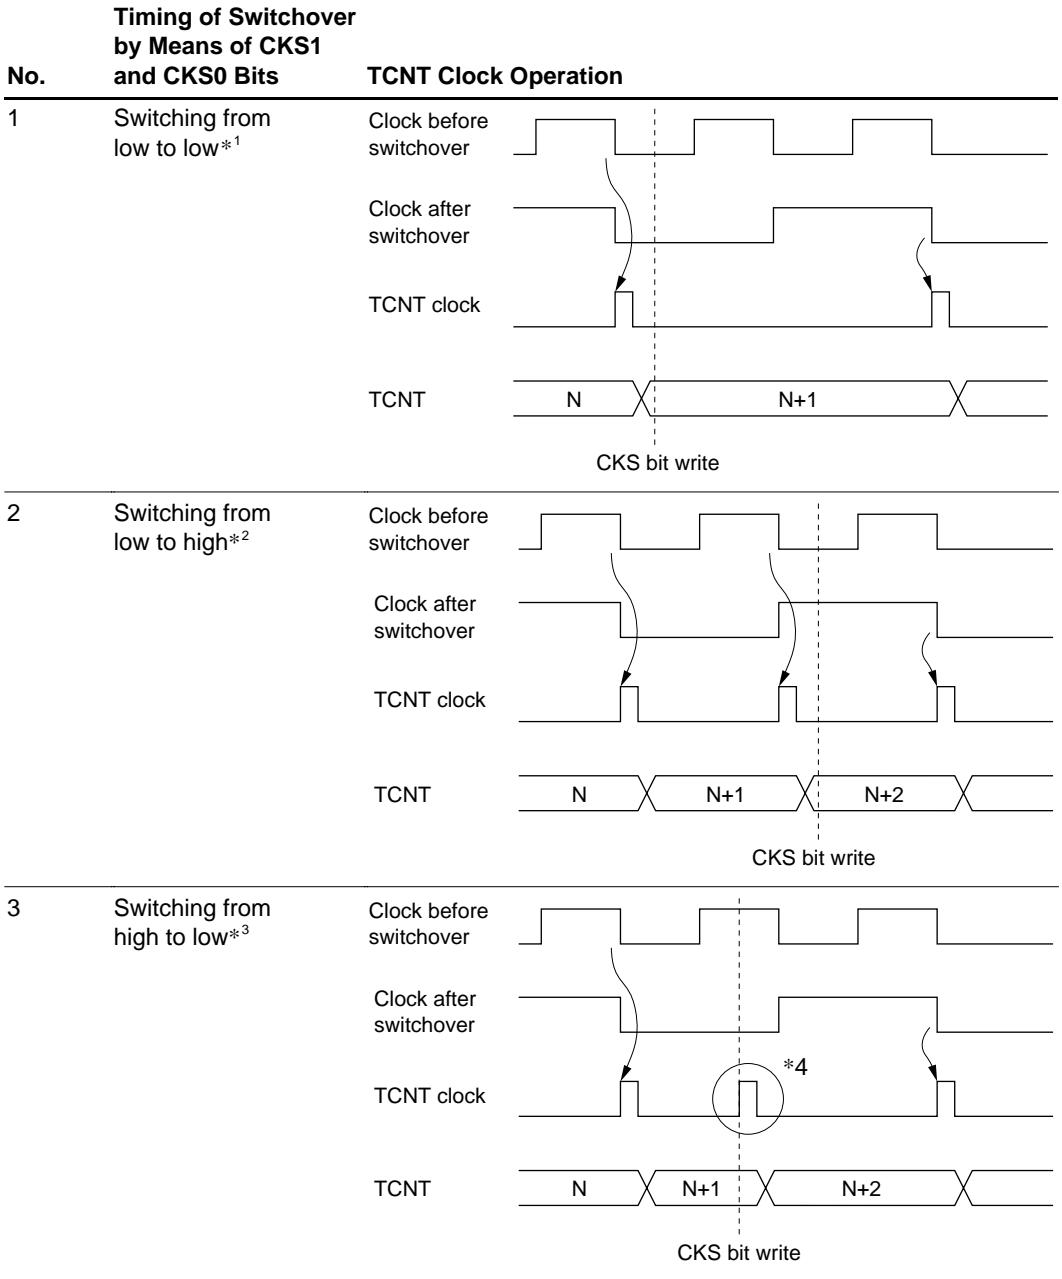 Timing of Switchover
by Means of CKS1
No. and CKS0 Bits TCNT Clock Operation
1 Switching from
low to low*1
Clock before
switchover
Clock after
switchover
TCNT clock
TCNT N N+1
CKS bit write
2 Switching from
low to high*2
Clock before
switchover
Clock after
switchover
TCNT clock
TCNT N N+1 N+2
CKS bit write
3 Switching from
high to low*3
Clock before
switchover
Clock after
switchover
*4
TCNT clock
TCNT N N+1 N+2
CKS bit write